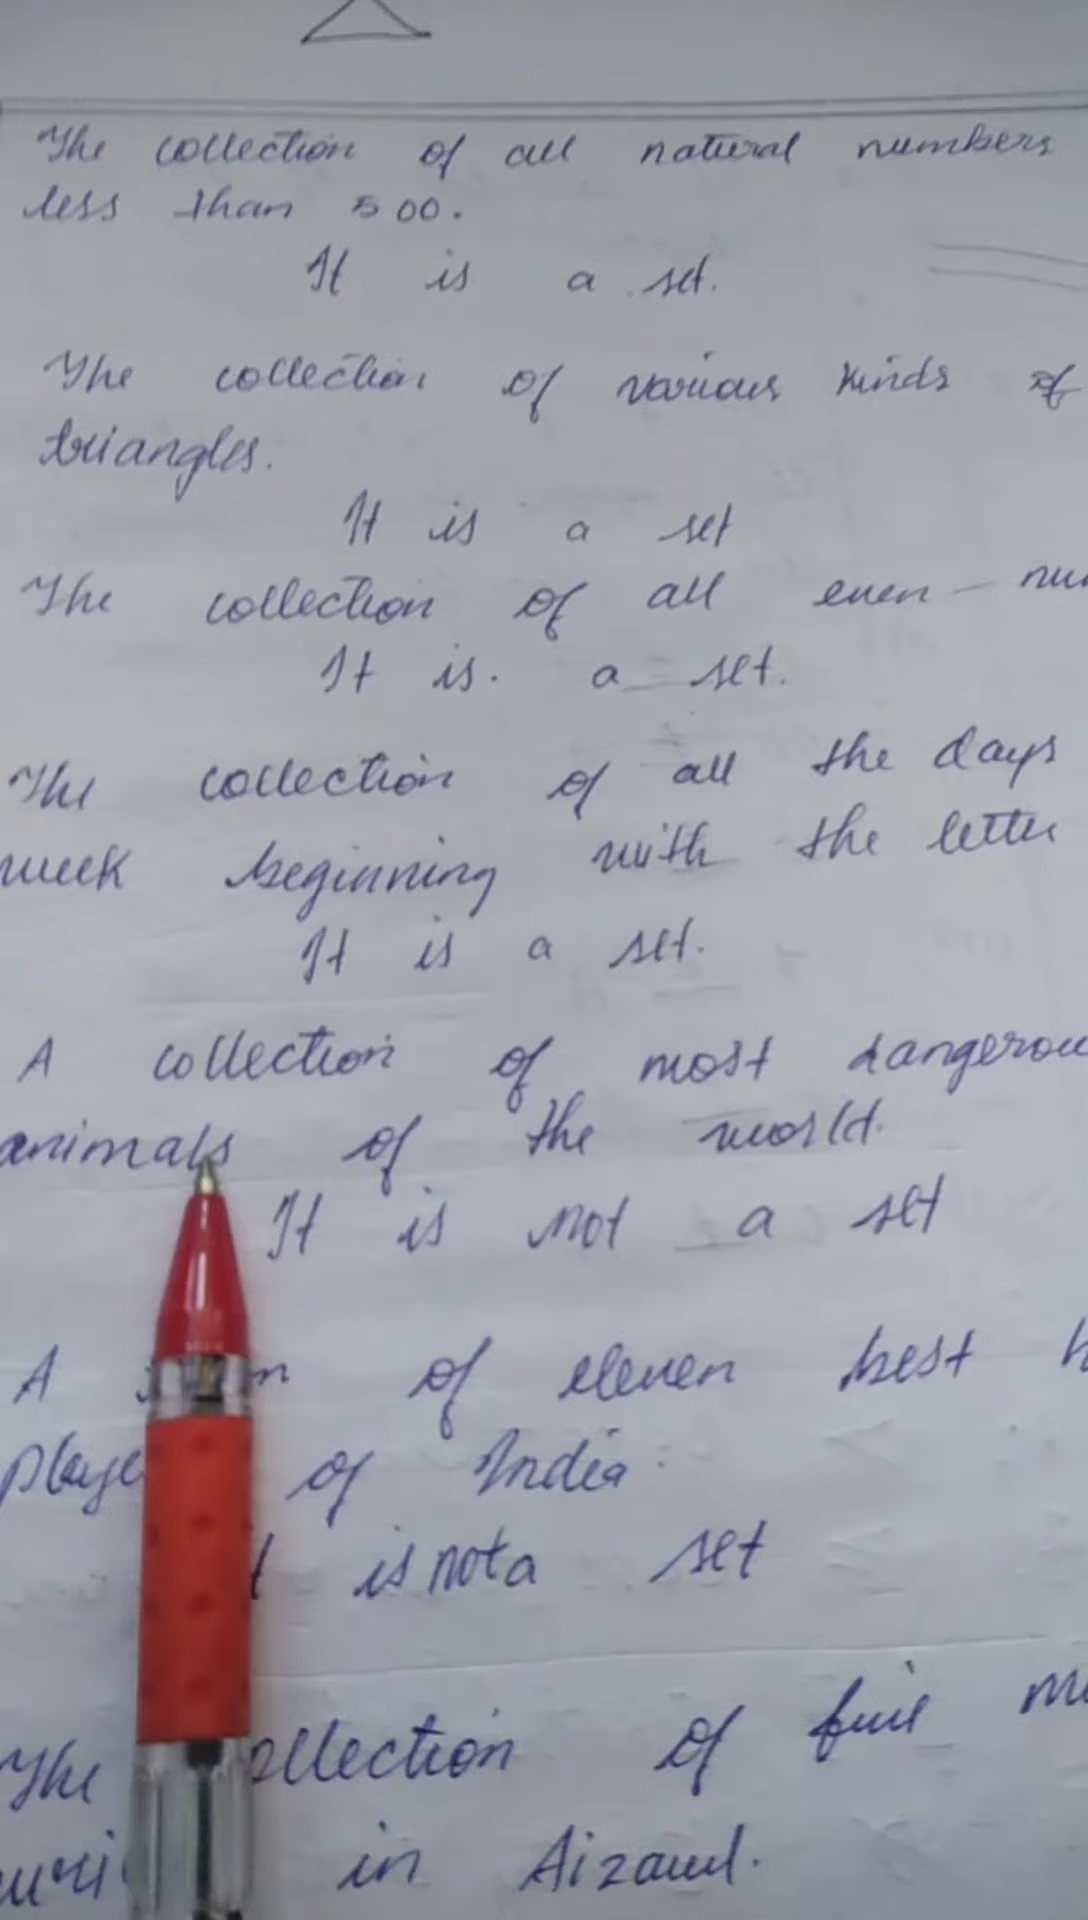 The collection of all natural numbers
less than 500.
It is a set.
The collection of various kinds of
triangles.
It is a set
The collection of all even
It is. a set.
The collection of all the days
week beginning with the letter
It is a set.
A collection of most
animals of the world.
It is not a set
A of eleven best
of India
is not a set
The of
in Aizawl.